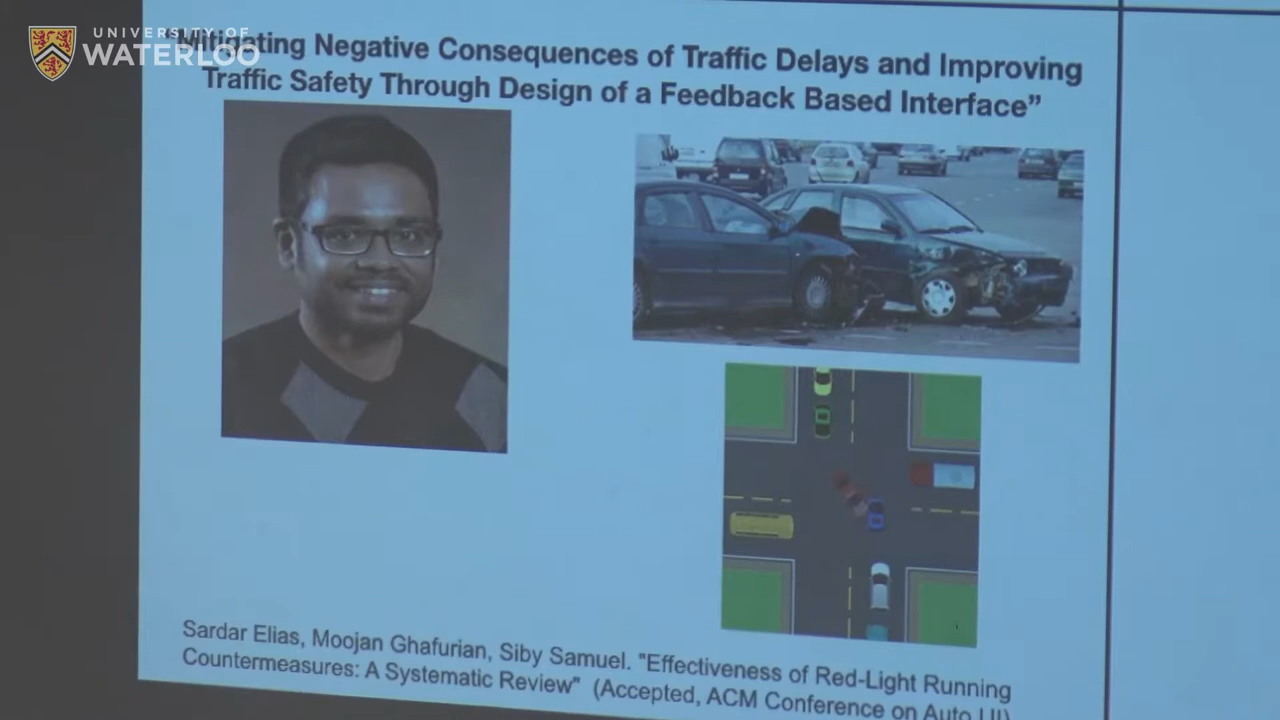 UNIVERSITY OF
WATERLOO
"Mitigating Negative Consequences of Traffic Delays and Improving
Traffic Safety Through Design of a Feedback Based Interface"
Sardar Elias, Moojan Ghafurian, Siby Samuel. "Effectiveness of Red-Light Running
Countermeasures: A Systematic Review" (Accepted, ACM Conference on Auto UI)